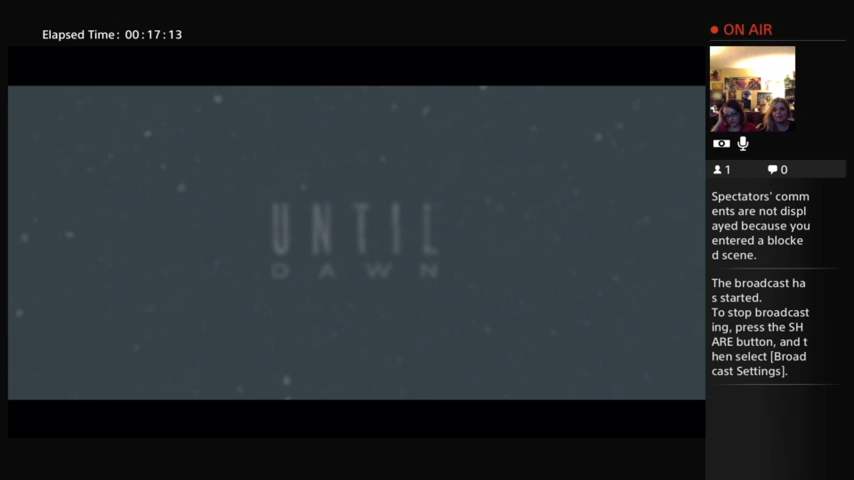 Elapsed Time: 00:17:13
ON AIR
UNTIL
DAWN
1 0
Spectators' comm
ents are not displ
ayed because you
entered a blocke
d scene.
The broadcast ha
s started.
To stop broadcast
ing, press the SH
ARE button, and t
hen select [Broad
cast Settings].